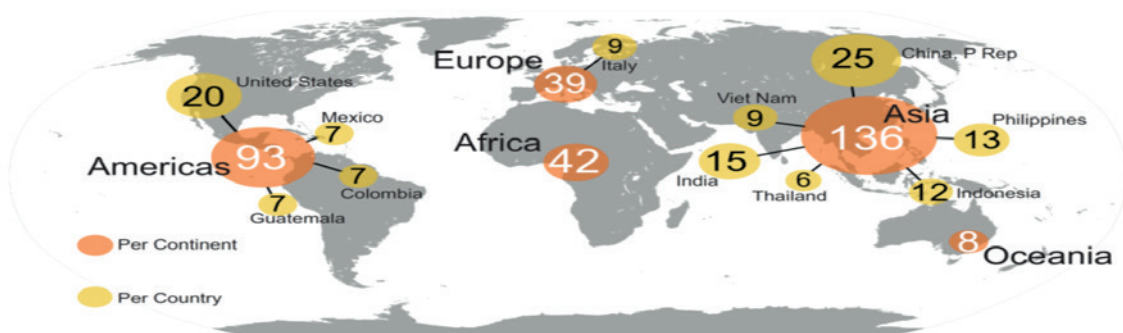 United States
20
Mexico
7
Americas
93
7
Colombia
7
Guatemala
Europe
9
Italy
39
Africa
42
25
China, P Rep
Viet Nam
9
Asia
136
Philippines
13
15
India
6
Thailand
12
Indonesia
8
Oceania
Per Continent
Per Country